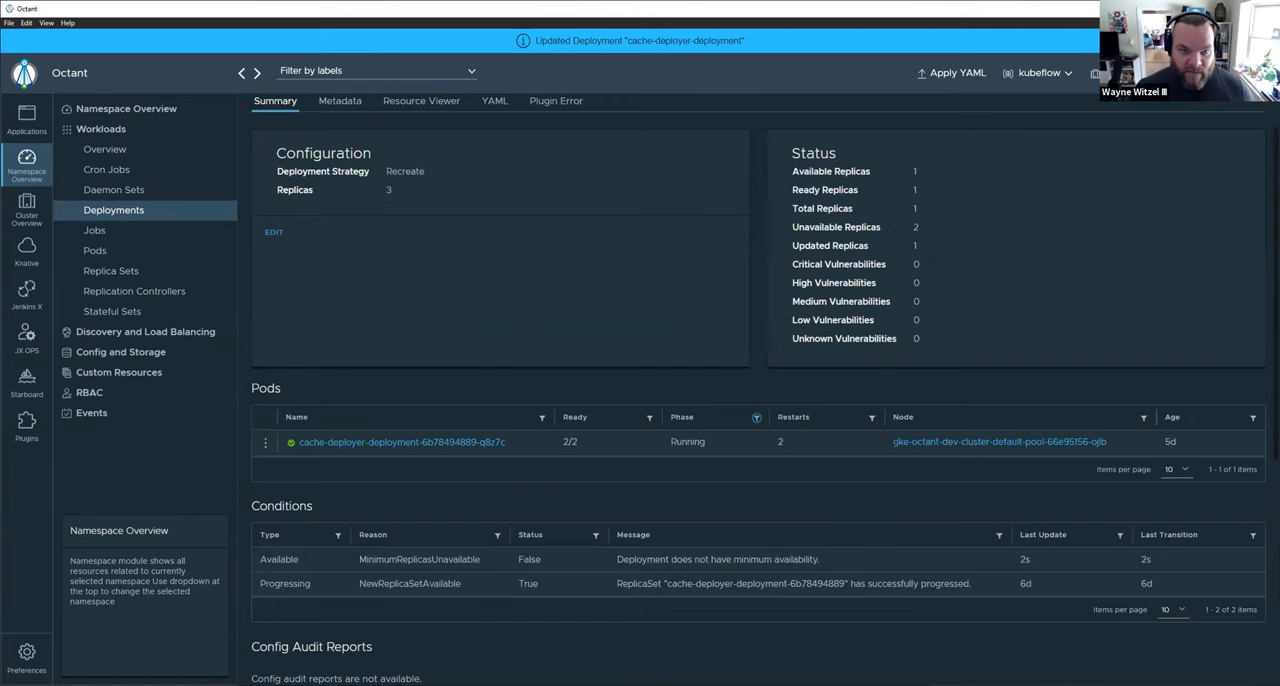 Octant
File Edit View Help
Updated Deployment "cache-deployer-deployment"
Octant
Filter by labels
Apply YAML
kubeflow
Wayne Witzel III
Applications
Namespace Overview
Cluster Overview
Knative
Jenkins X
JX OPS
Starboard
Plugins
Preferences
Namespace Overview
Workloads
Overview
Cron Jobs
Daemon Sets
Deployments
Jobs
Pods
Replica Sets
Replication Controllers
Stateful Sets
Discovery and Load Balancing
Config and Storage
Custom Resources
RBAC
Events
Namespace Overview
Namespace module shows all
resources related to currently
selected namespace Use dropdown at
the top to change the selected
namespace
Summary Metadata Resource Viewer YAML Plugin Error
Configuration
Deployment Strategy Recreate
Replicas 3
EDIT
Status
Available Replicas 1
Ready Replicas 1
Total Replicas 1
Unavailable Replicas 2
Updated Replicas 1
Critical Vulnerabilities 0
High Vulnerabilities 0
Medium Vulnerabilities 0
Low Vulnerabilities 0
Unknown Vulnerabilities 0
Pods
Name Ready Phase Restarts Node Age
cache-deployer-deployment-6b78494889-q8z7c 2/2 Running 2 gke-octant-dev-cluster-default-pool-66e95156-ojlb 5d
Items per page 10 1 - 1 of 1 items
Conditions
Type Reason Status Message Last Update Last Transition
Available MinimumReplicasUnavailable False Deployment does not have minimum availability. 2s 2s
Progressing NewReplicaSetAvailable True ReplicaSet "cache-deployer-deployment-6b78494889" has successfully progressed. 6d 6d
Items per page 10 1 - 2 of 2 items
Config Audit Reports
Config audit reports are not available.